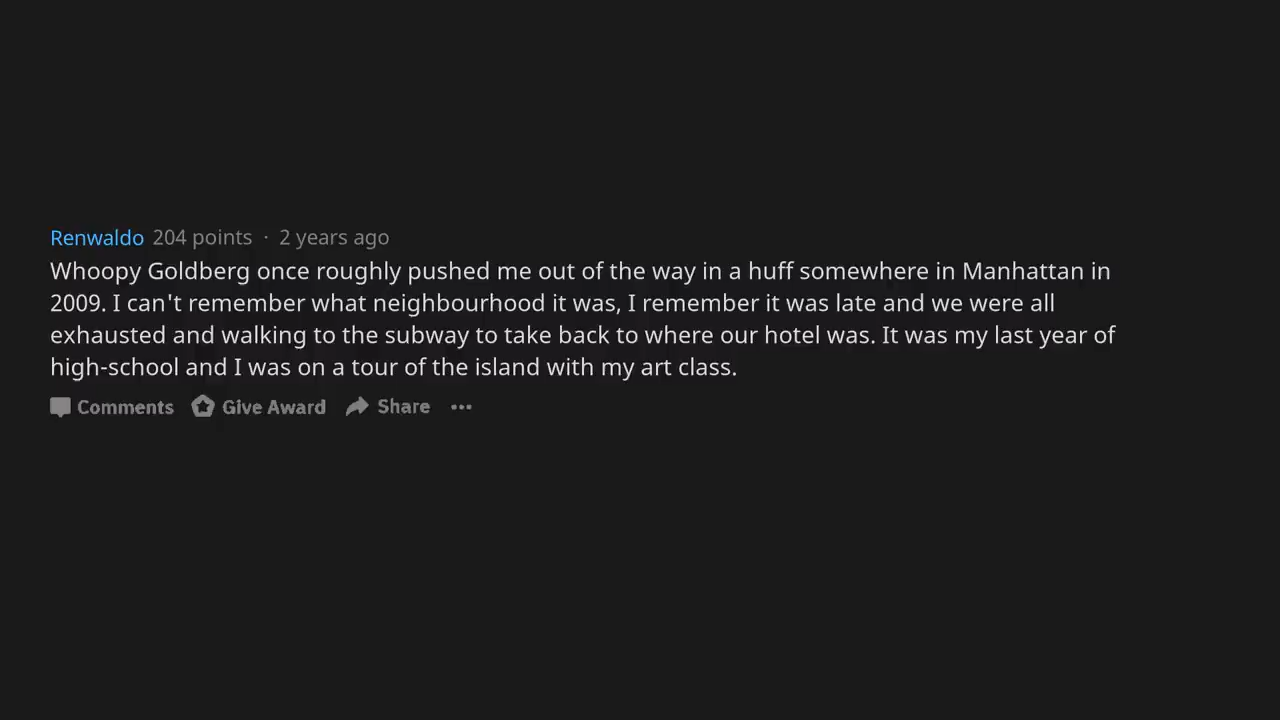 Renwaldo 204 points · 2 years ago
Whoopy Goldberg once roughly pushed me out of the way in a huff somewhere in Manhattan in
2009. I can't remember what neighbourhood it was, I remember it was late and we were all
exhausted and walking to the subway to take back to where our hotel was. It was my last year of
high-school and I was on a tour of the island with my art class.
Comments Give Award Share ···